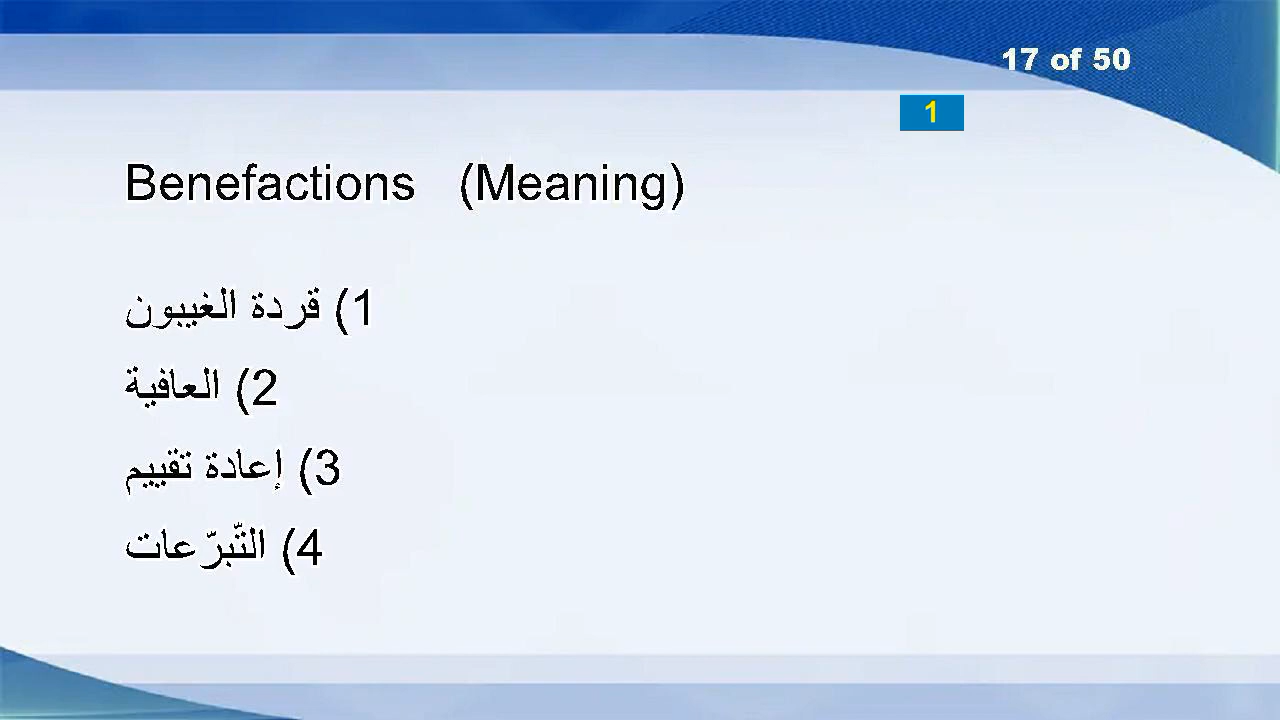 17 of 50
1
Benefactions (Meaning)
1) قردة الغيبون
2) العافية
3) إعادة تقييم
4) التّبرّعات